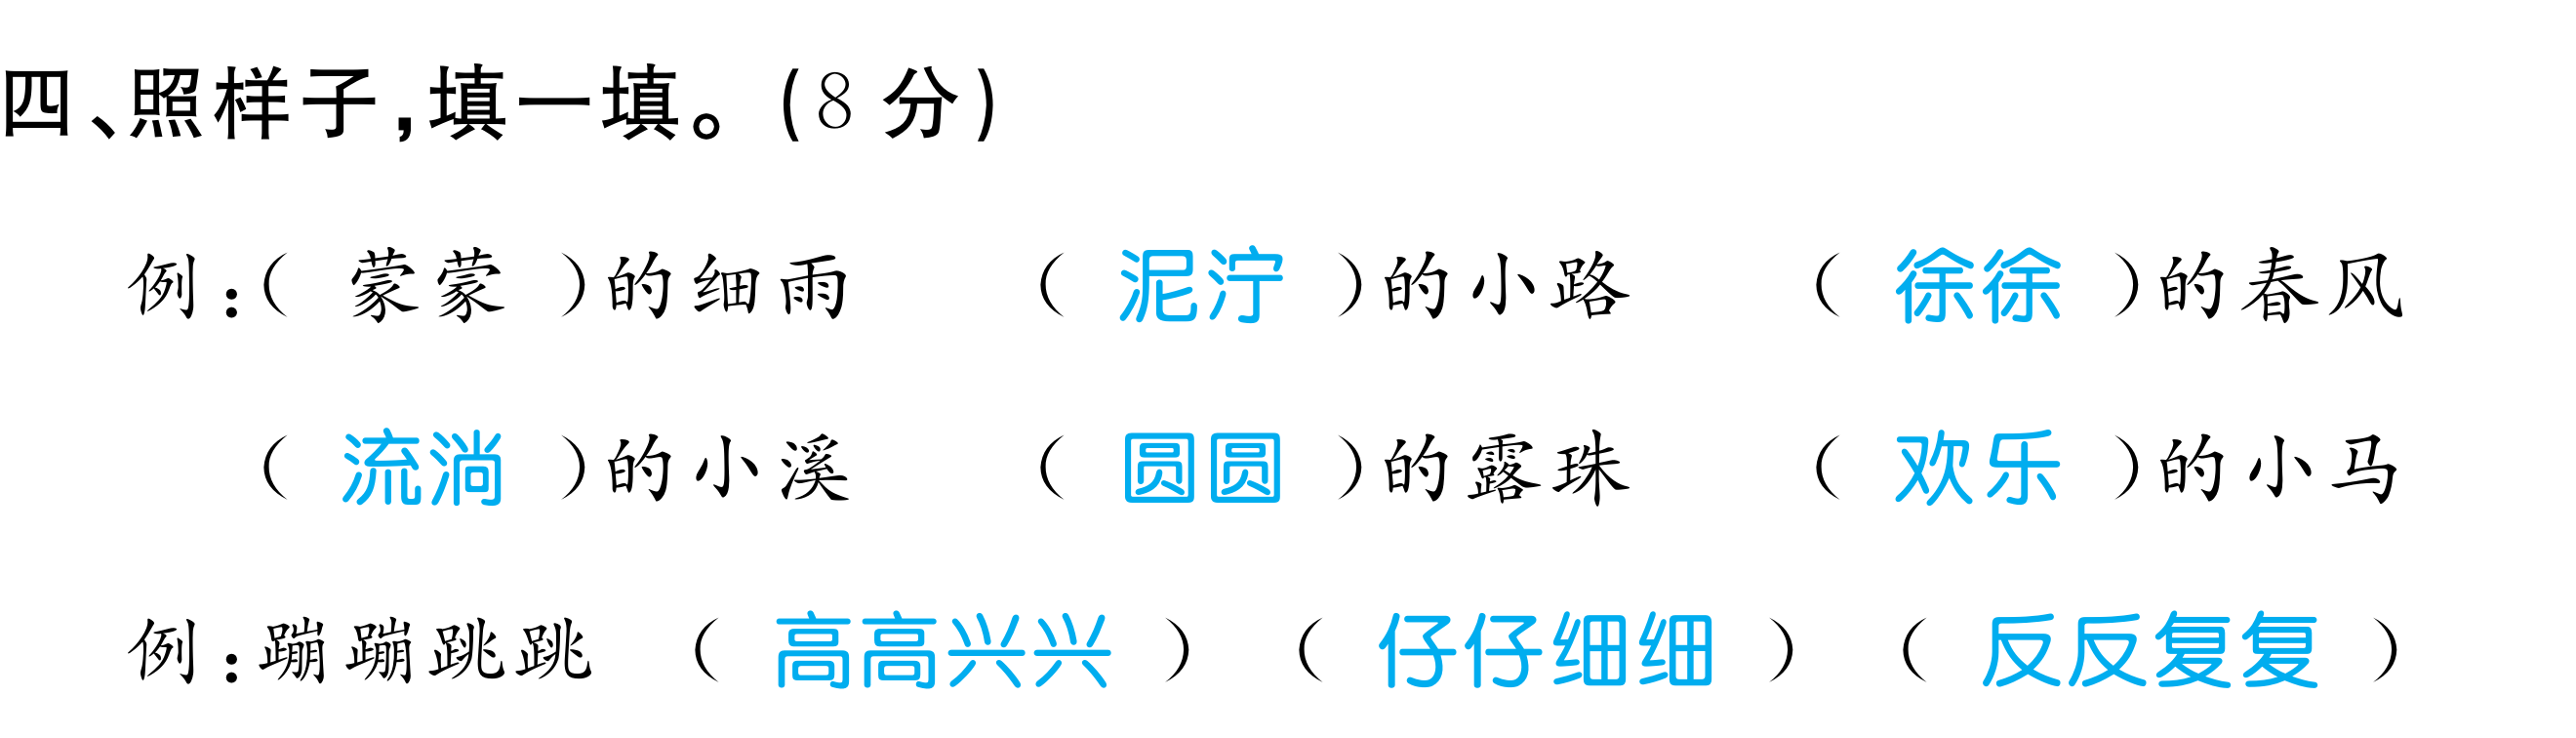 四、照样子,填一填。(8 分)
例:( 蒙蒙 )的细雨 ( 泥泞 )的小路 ( 徐徐 )的春风
( 流淌 )的小溪 ( 圆圆 )的露珠 ( 欢乐 )的小马
例:蹦蹦跳跳 ( 高高兴兴 ) ( 仔仔细细 ) ( 反反复复 )